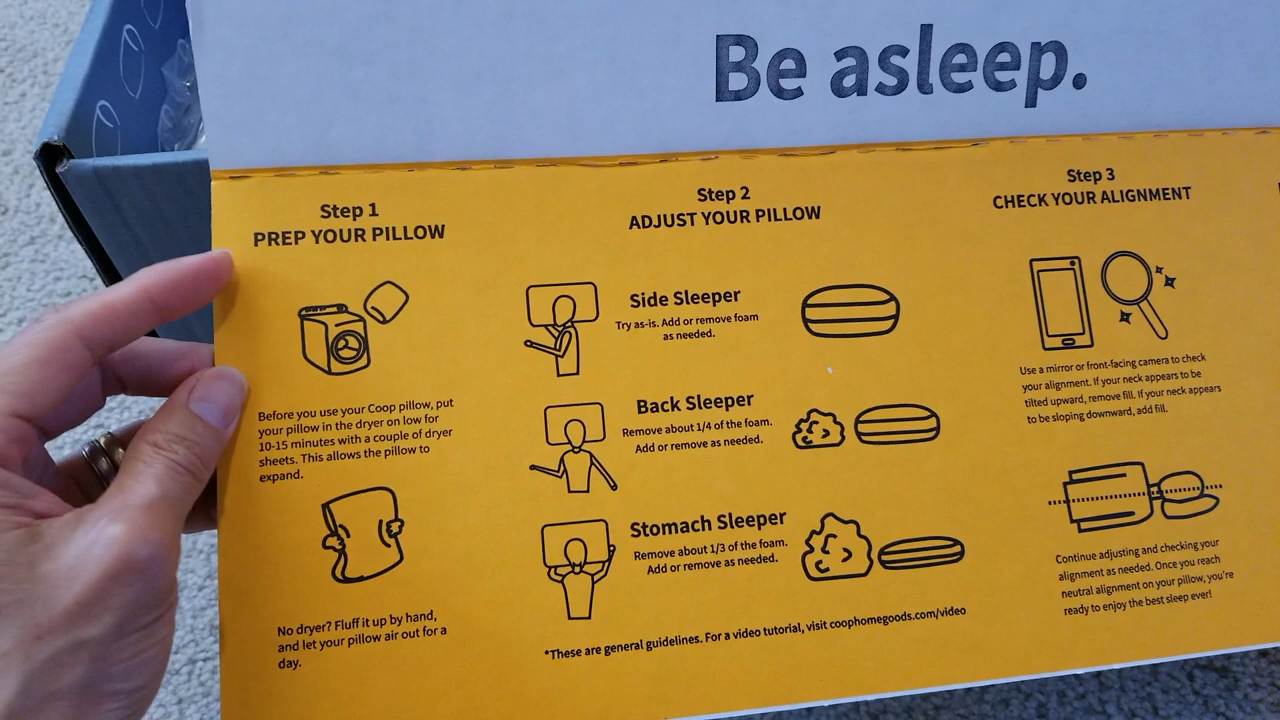 Be asleep.
Step 1
PREP YOUR PILLOW
Before you use your Coop pillow, put
your pillow in the dryer on low for
10-15 minutes with a couple of dryer
sheets. This allows the pillow to
expand.
No dryer? Fluff it up by hand,
and let your pillow air out for a
day.
Step 2
ADJUST YOUR PILLOW
Side Sleeper
Try as-is. Add or remove foam
as needed.
Back Sleeper
Remove about 1/4 of the foam.
Add or remove as needed.
Stomach Sleeper
Remove about 1/3 of the foam.
Add or remove as needed.
*These are general guidelines. For a video tutorial, visit coophomegoods.com/video
Step 3
CHECK YOUR ALIGNMENT
Use a mirror or front-facing camera to check
your alignment. If your neck appears to be
tilted upward, remove fill. If your neck appears
to be sloping downward, add fill.
Continue adjusting and checking your
alignment as needed. Once you reach
neutral alignment on your pillow, you're
ready to enjoy the best sleep ever!